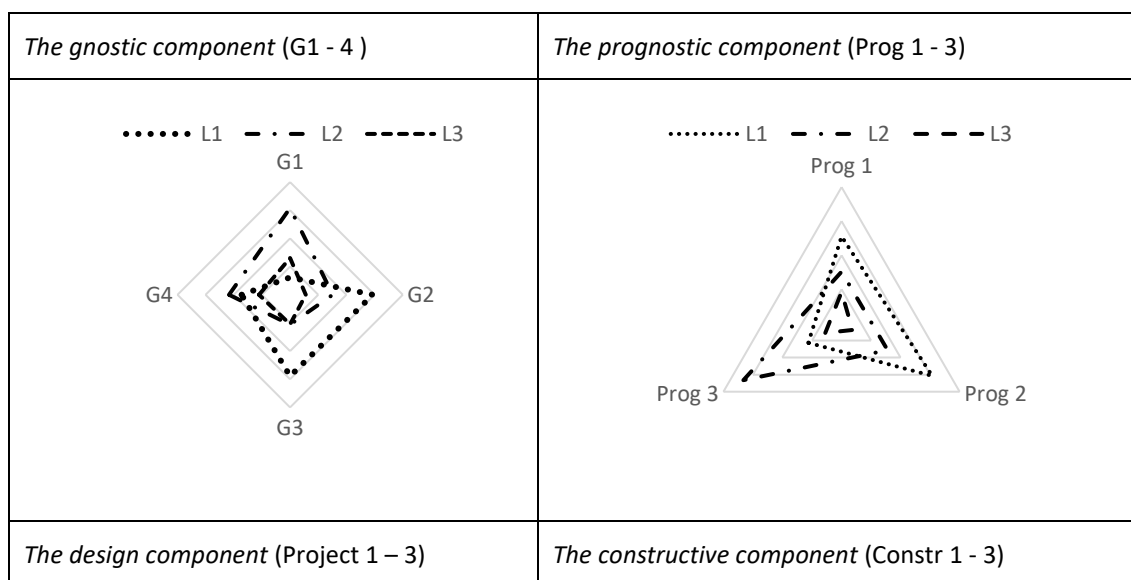 The gnostic component (G1 - 4 )
The prognostic component (Prog 1 - 3)
L1 L2 L3
G1
G4
G2
G3
L1 L2 L3
Prog 1
Prog 3
Prog 2
The design component (Project 1 – 3)
The constructive component (Constr 1 - 3)